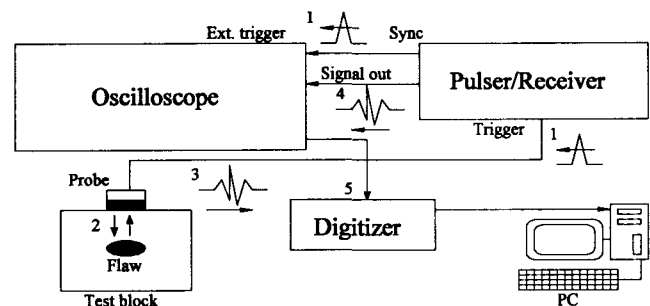 1
Ext. trigger
Sync
Signal out
Oscilloscope
4
Pulser/Receiver
Trigger
1
3
Probe
5
2
Digitizer
Flaw
Test block
PC